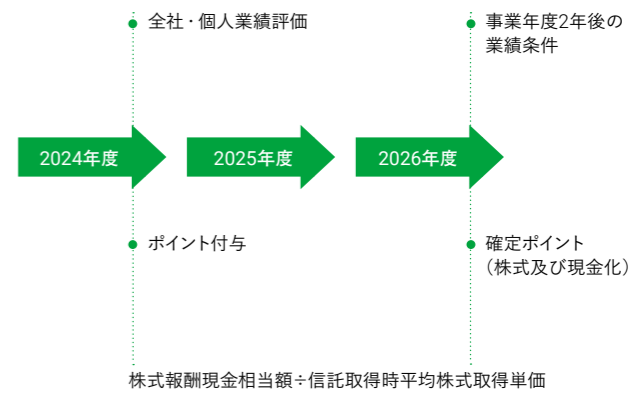 全社・個人業績評価
事業年度2年後の
業績条件
2024年度
2025年度
2026年度
ポイント付与
確定ポイント
（株式及び現金化）
株式報酬現金相当額÷信託取得時平均株式取得単価